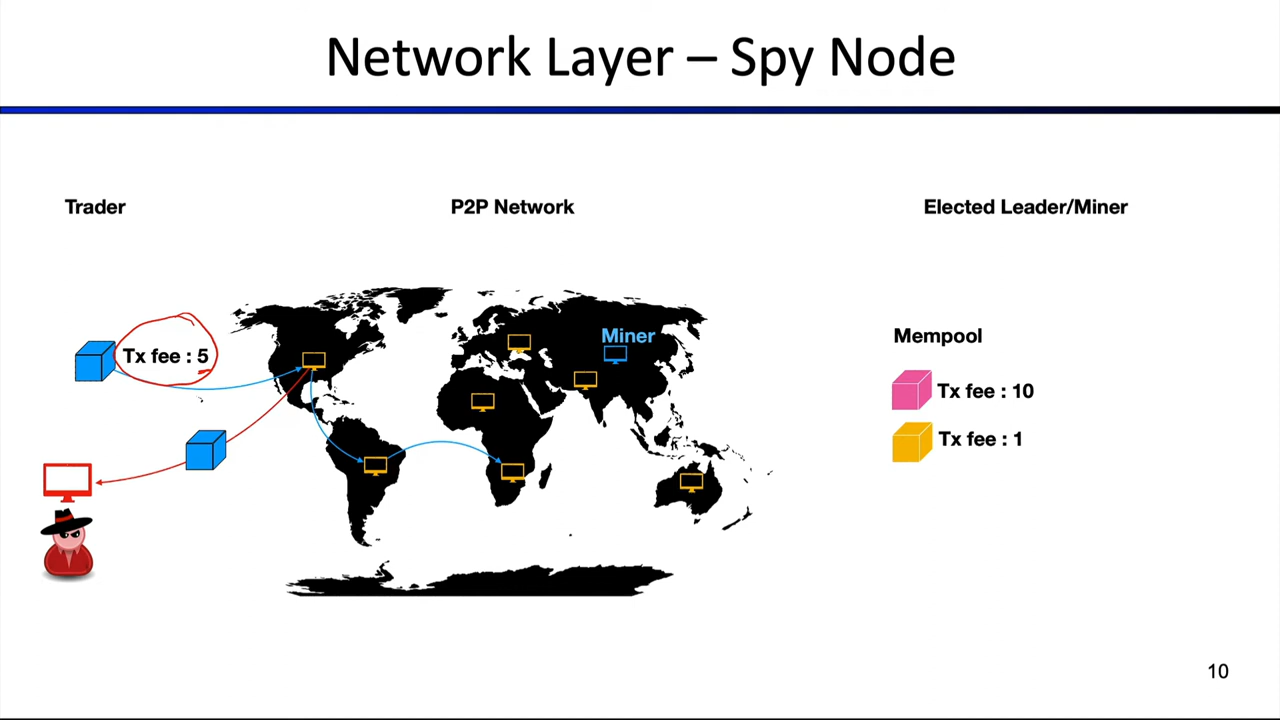 Network Layer – Spy Node
Trader
P2P Network
Elected Leader/Miner
Miner
Mempool
Tx fee : 5
Tx fee : 10
Tx fee : 1
10